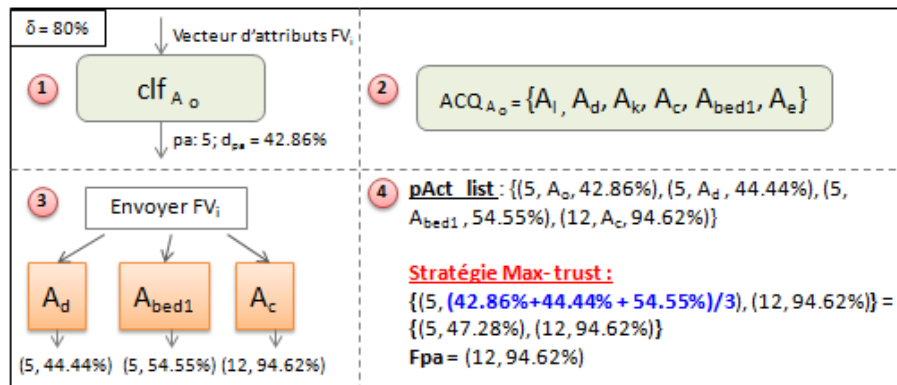 δ = 80%
Vecteur d'attributs FVi
1
clf A o
pa: 5; dpa = 42.86%
2
ACQ A o = {Al , Ad, Ak, Ac, Abed1, Ae}
3
Envoyer FVi
Ad
Abed1
Ac
(5, 44.44%) (5, 54.55%) (12, 94.62%)
4
pAct list : {(5, Ao, 42.86%), (5, Ad , 44.44%), (5,
Abed1 , 54.55%), (12, Ac, 94.62%)}
Stratégie Max- trust :
{(5, (42.86%+44.44% + 54.55%)/3), (12, 94.62%)} =
{(5, 47.28%), (12, 94.62%)}
Fpa = (12, 94.62%)